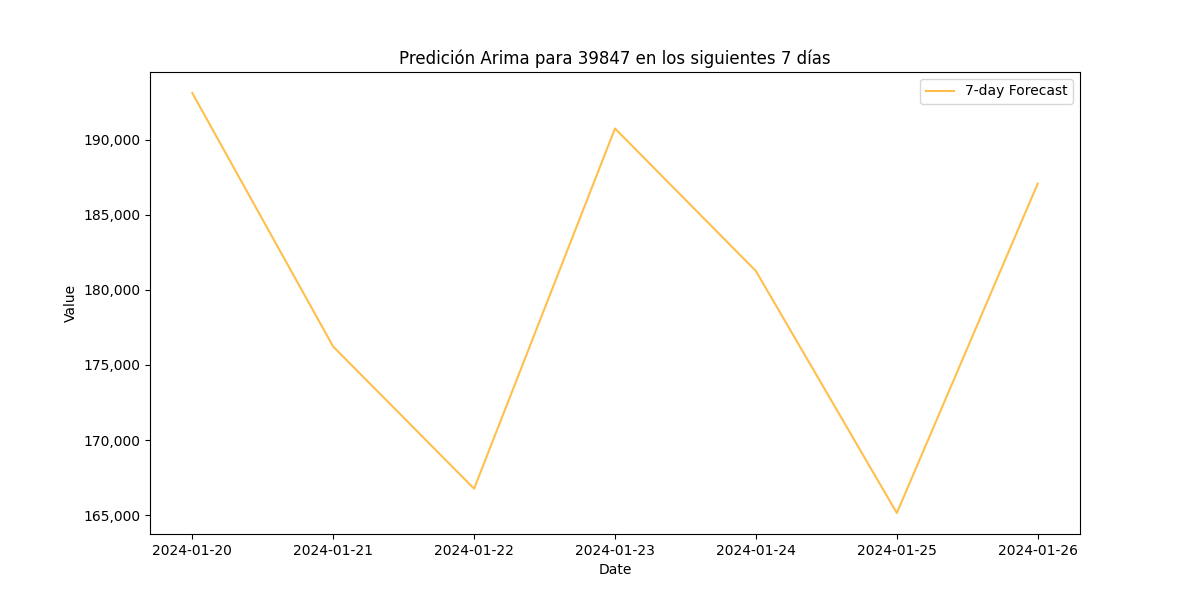 Predición Arima para 39847 en los siguientes 7 días
7-day Forecast
190,000
185,000
180,000
175,000
170,000
165,000
Value
2024-01-20 2024-01-21 2024-01-22 2024-01-23 2024-01-24 2024-01-25 2024-01-26
Date